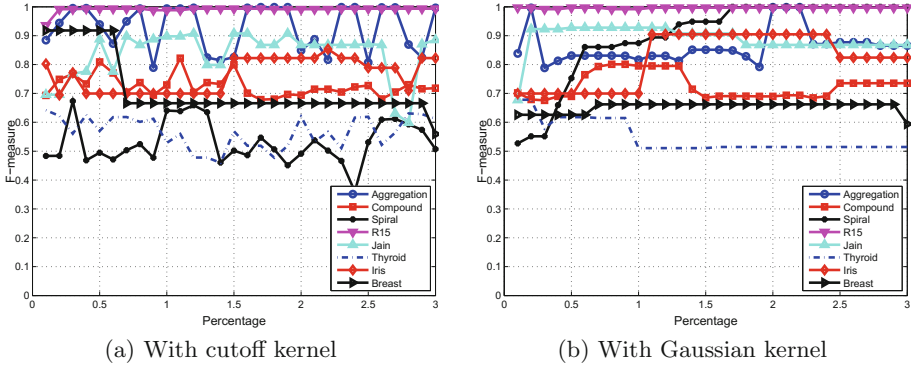 1
0.9
0.8
0.7
0.6
0.5
0.4
0.3
0.2
0.1
0
F-measure
0 0.5 1 1.5 2 2.5 3
Percentage
Aggregation
Compound
Spiral
R15
Jain
Thyroid
Iris
Breast
(a) With cutoff kernel
1
0.9
0.8
0.7
0.6
0.5
0.4
0.3
0.2
0.1
0
F-measure
0 0.5 1 1.5 2 2.5 3
Percentage
Aggregation
Compound
Spiral
R15
Jain
Thyroid
Iris
Breast
(b) With Gaussian kernel